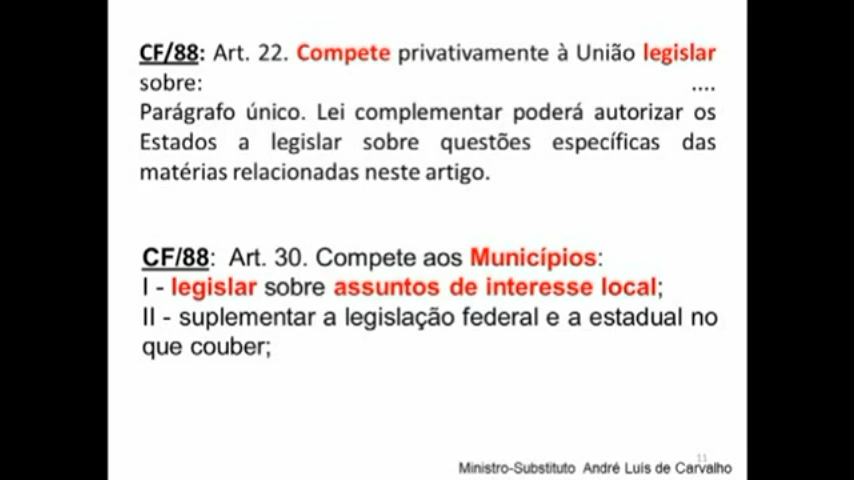 CF/88: Art. 22. Compete privativamente à União legislar
sobre: ....
Parágrafo único. Lei complementar poderá autorizar os
Estados a legislar sobre questões específicas das
matérias relacionadas neste artigo.
CF/88: Art. 30. Compete aos Municípios:
I - legislar sobre assuntos de interesse local;
II - suplementar a legislação federal e a estadual no
que couber;
11
Ministro-Substituto André Luís de Carvalho